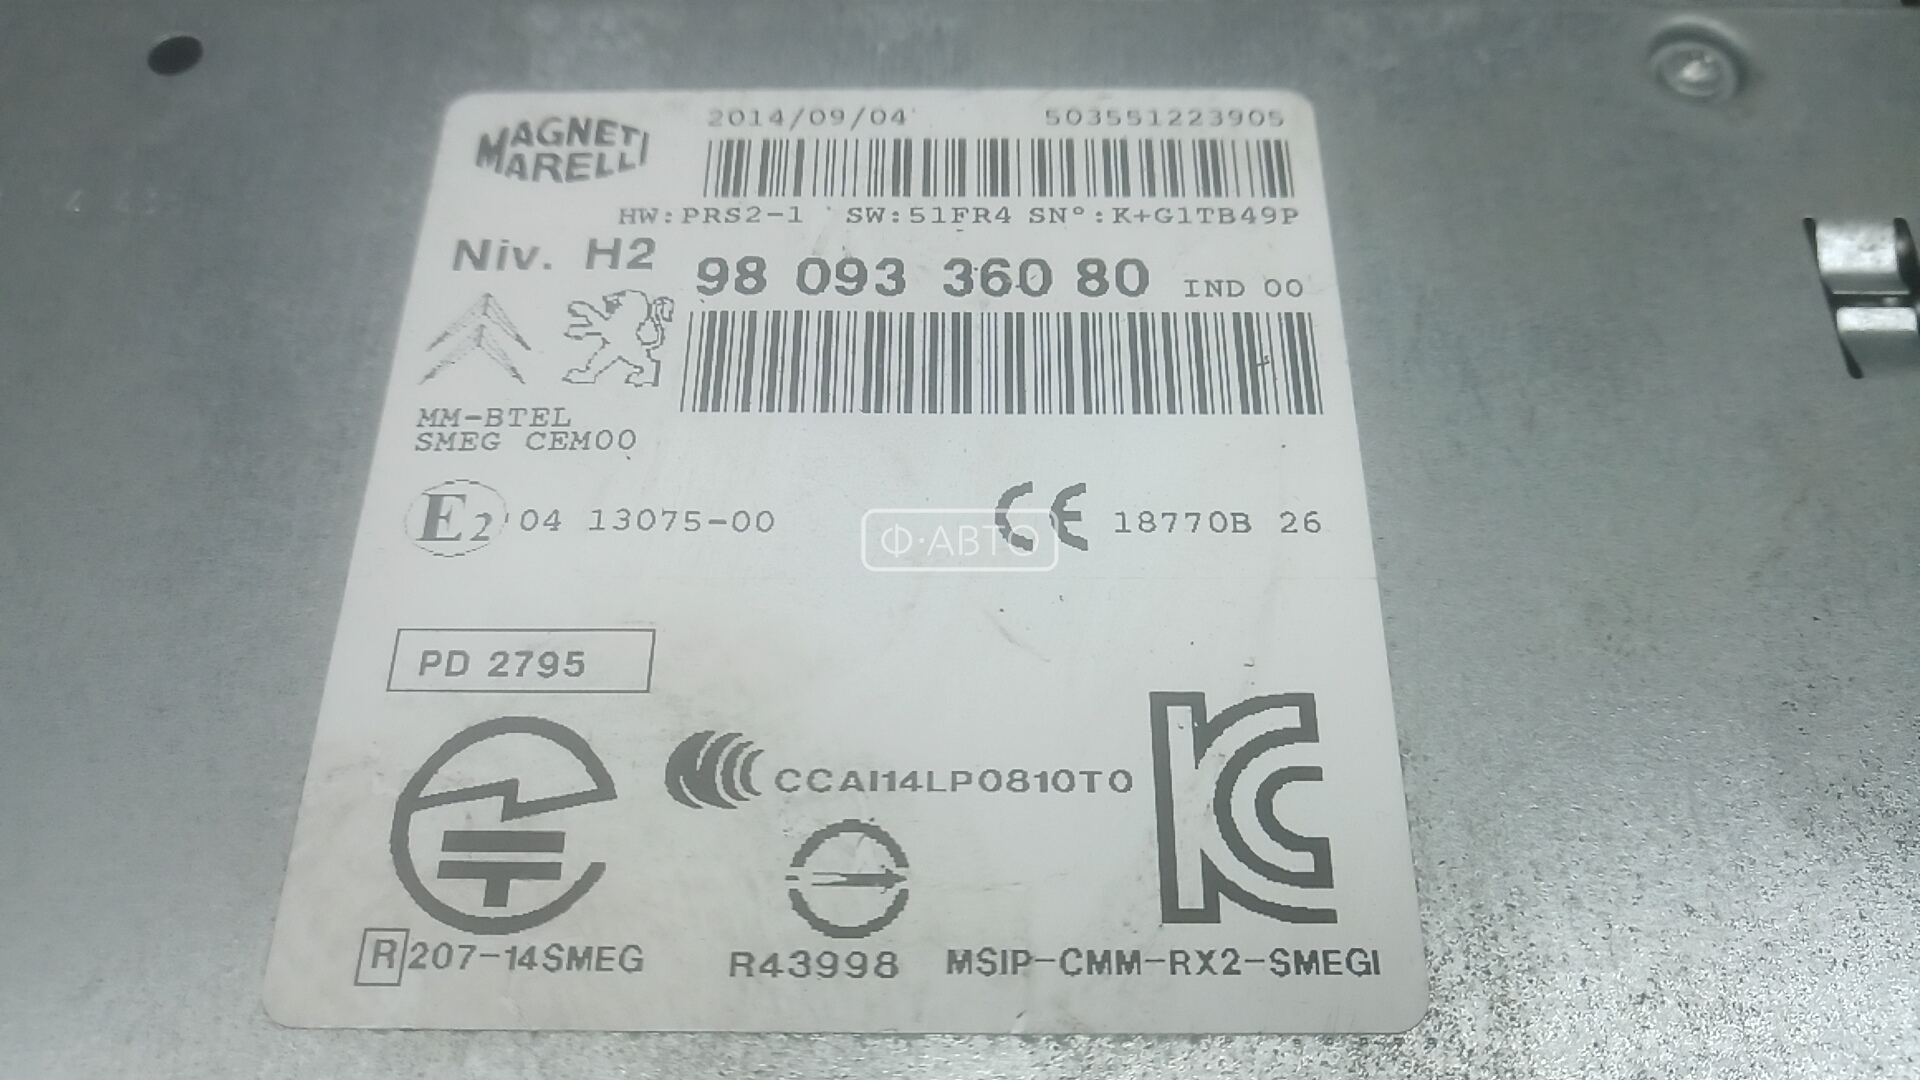 MAGNETI
MARELLI
2014/09/04 503551223905
HW:PRS2-1 SW:51FR4 SN°:K+G1TB49P
Niv. H2
98 093 360 80 IND 00
MM-BTEL
SMEG CEM00
E2 04 13075-00
CE 18770B 26
Ф·АВТО
PD 2795
CCAI14LP0810T0
KC
R 207-14SMEG
R43998
MSIP-CMM-RX2-SMEGI